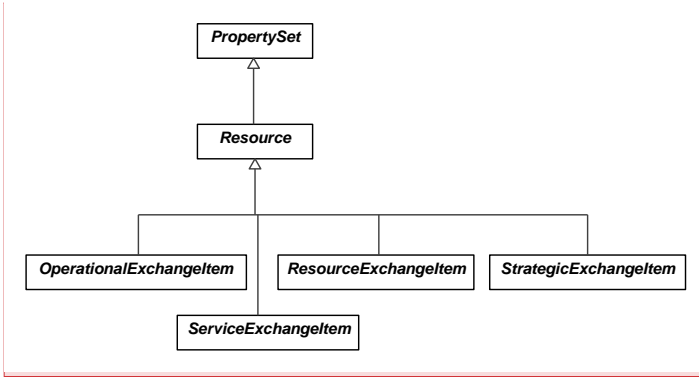 PropertySet
Resource
OperationalExchangeItem
ResourceExchangeItem
StrategicExchangeItem
ServiceExchangeItem